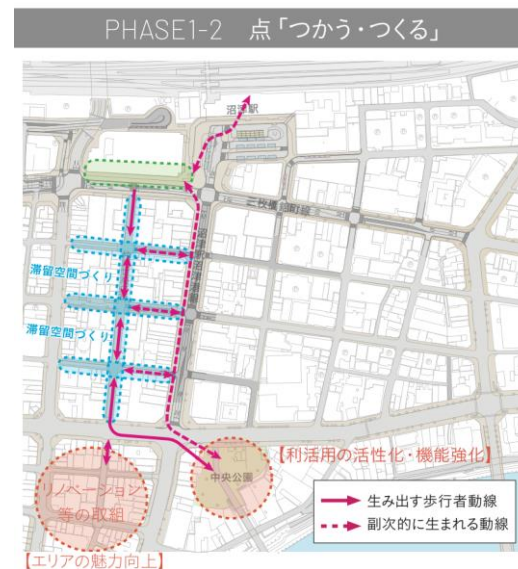 PHASE1-2 点「つかう・つくる」
沼津駅
滞留空間づくり
滞留空間づくり
【利活用の活性化・機能強化】
中央公園
リノベーション
等の取組
生み出す歩行者動線
副次的に生まれる動線
【エリアの魅力向上】